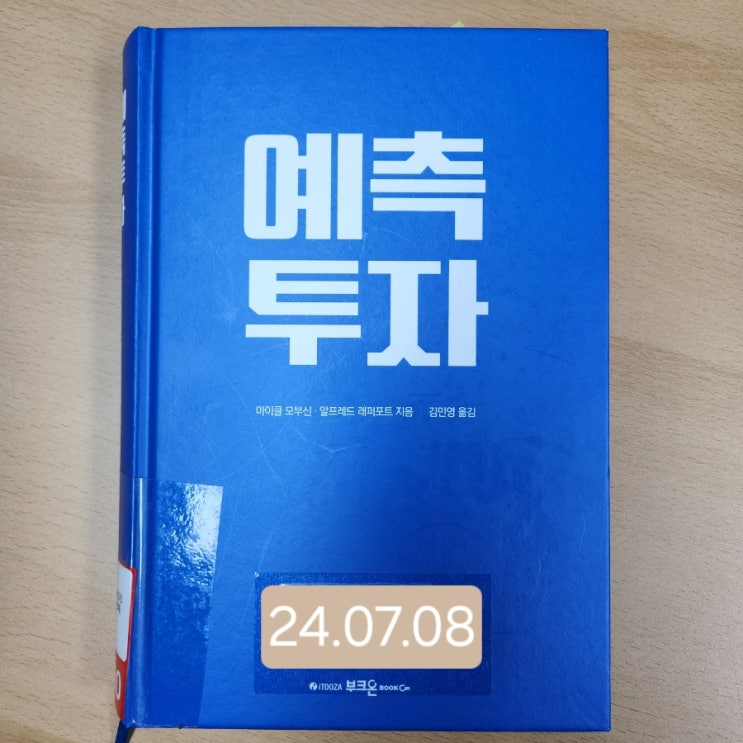 예측
투자
마이클 모부신 · 알프레드 래퍼포트 지음 | 김민영 옮김
24.07.08
iTOOZA 부크온 BOOK On